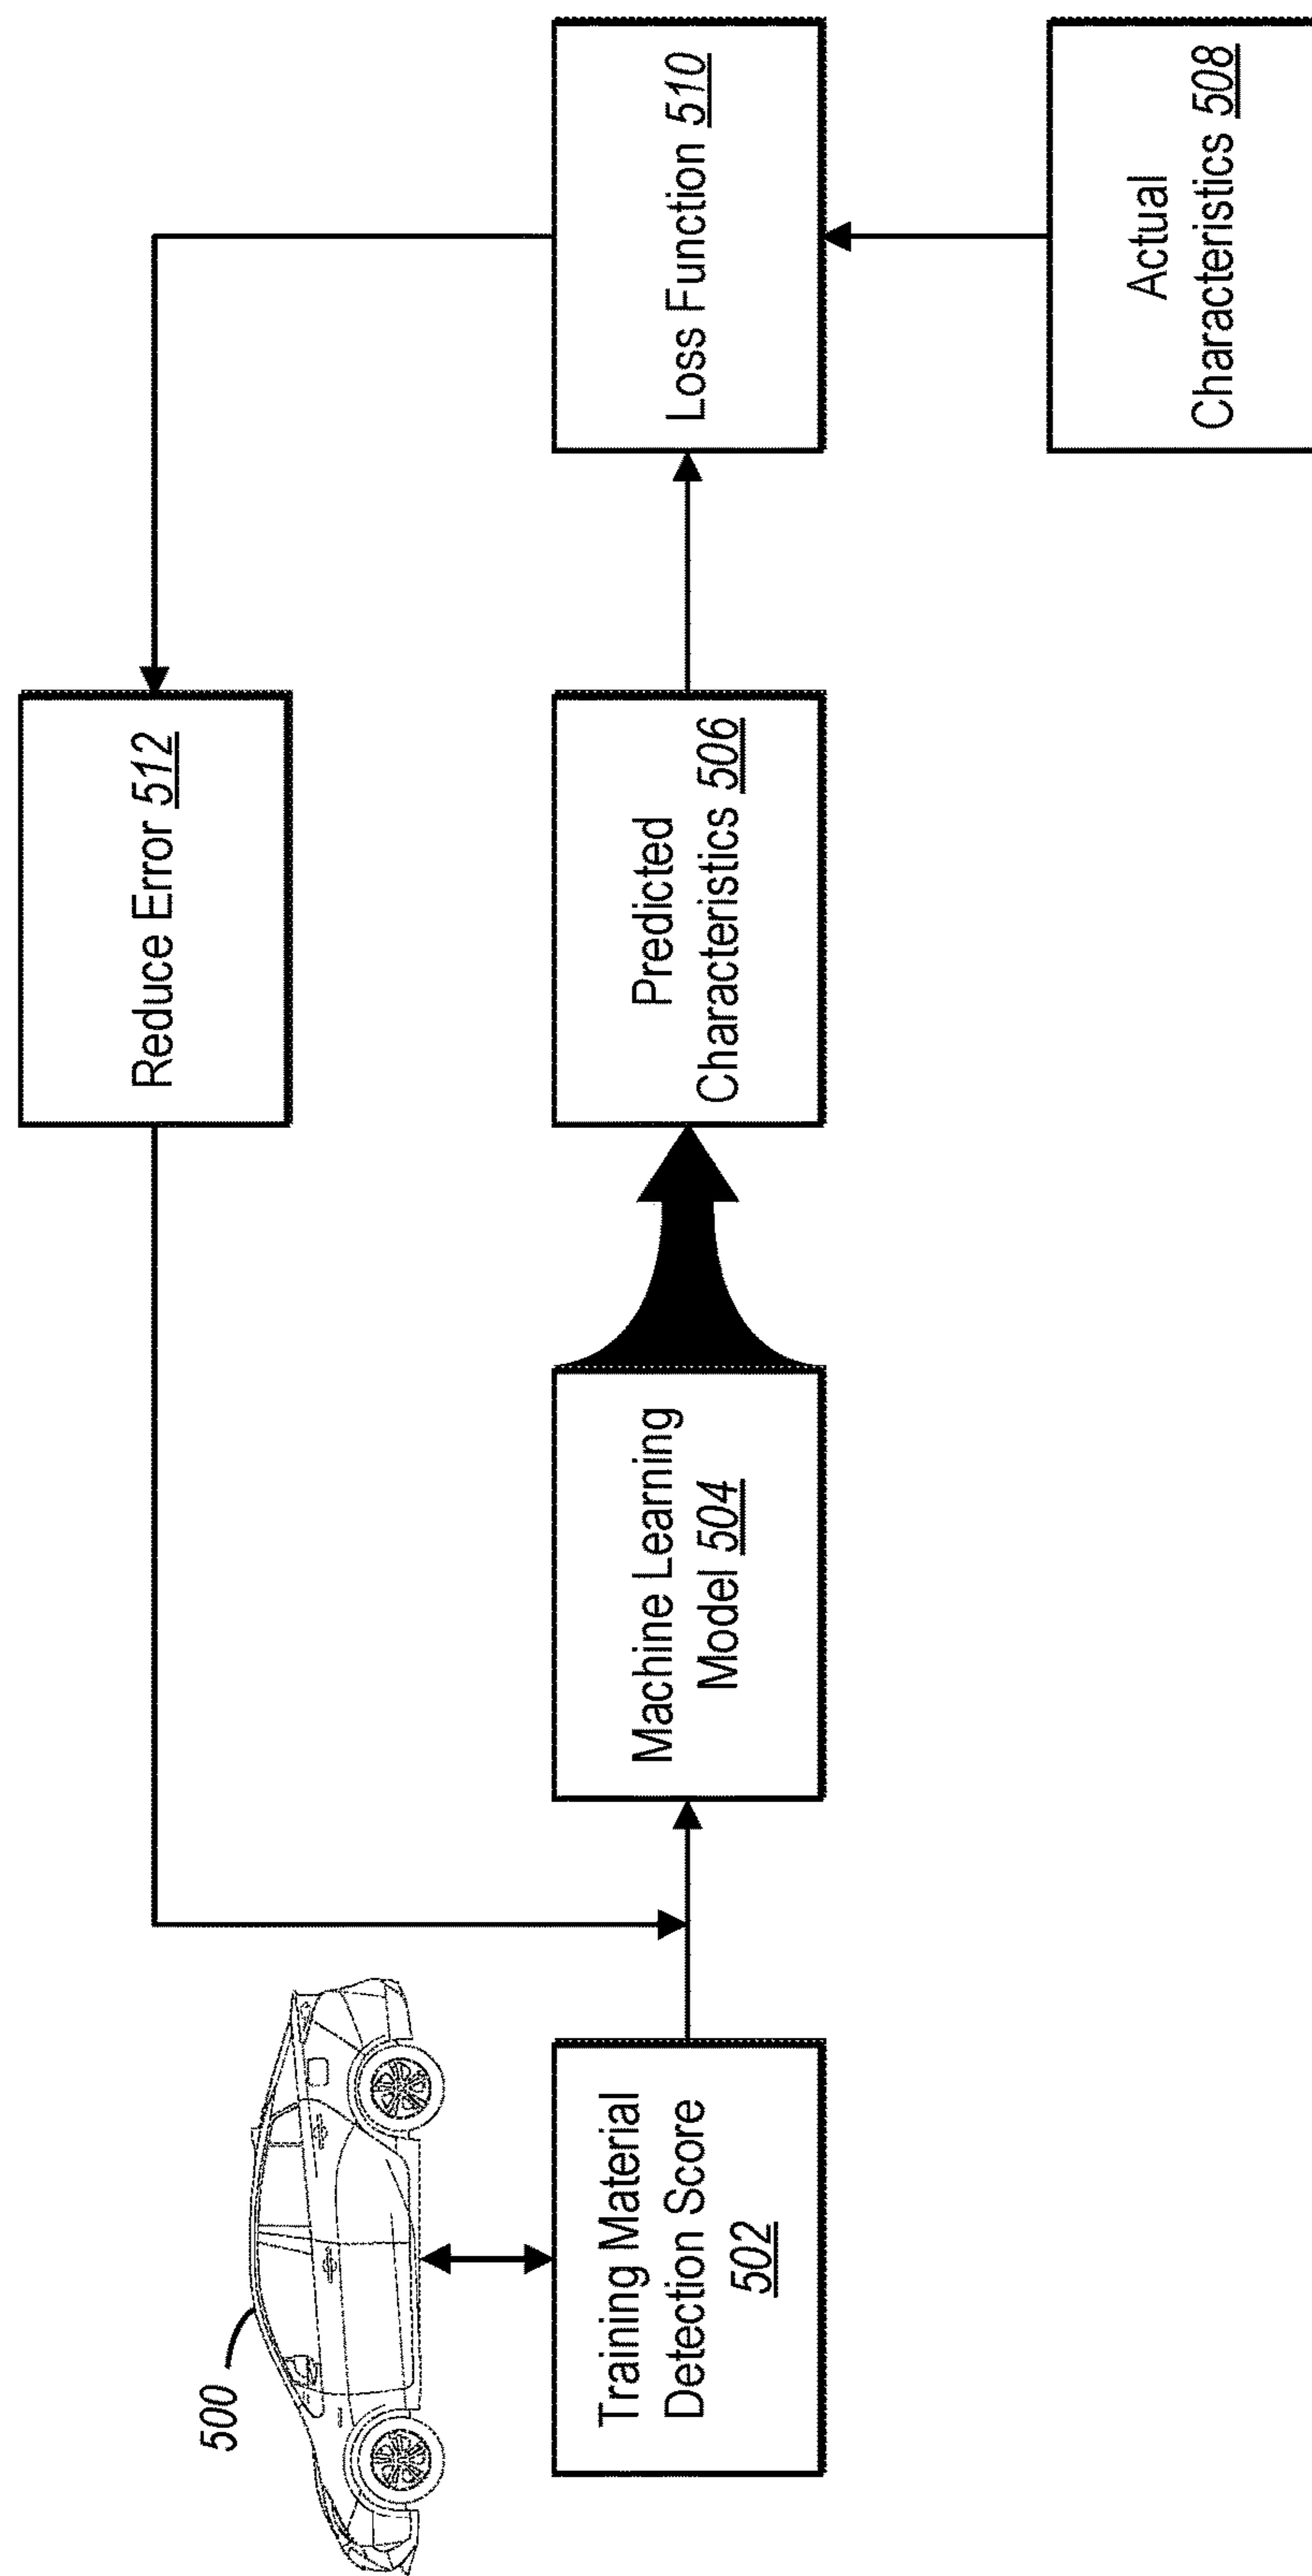 500
Training Material
Detection Score
502
Machine Learning
Model 504
Predicted
Characteristics 506
Reduce Error 512
Loss Function 510
Actual
Characteristics 508